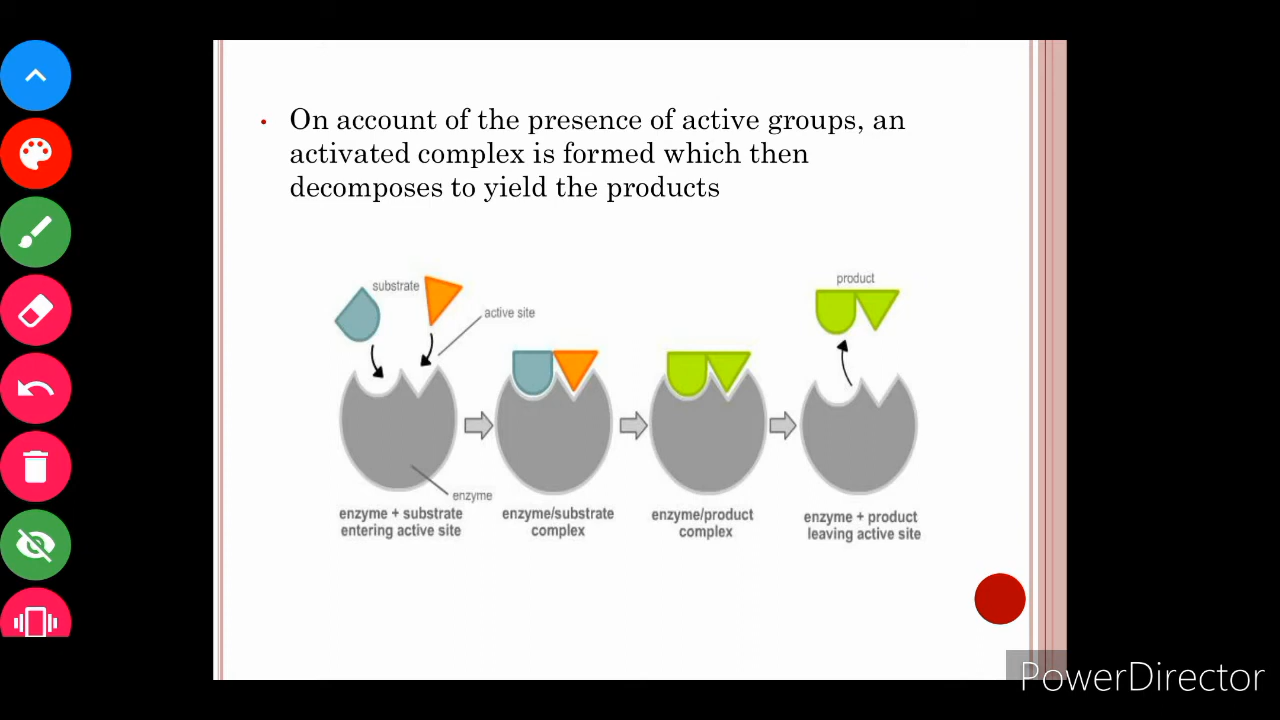 • On account of the presence of active groups, an
activated complex is formed which then
decomposes to yield the products
substrate
active site
product
enzyme
enzyme + substrate
entering active site
enzyme/substrate
complex
enzyme/product
complex
enzyme + product
leaving active site
PowerDirector